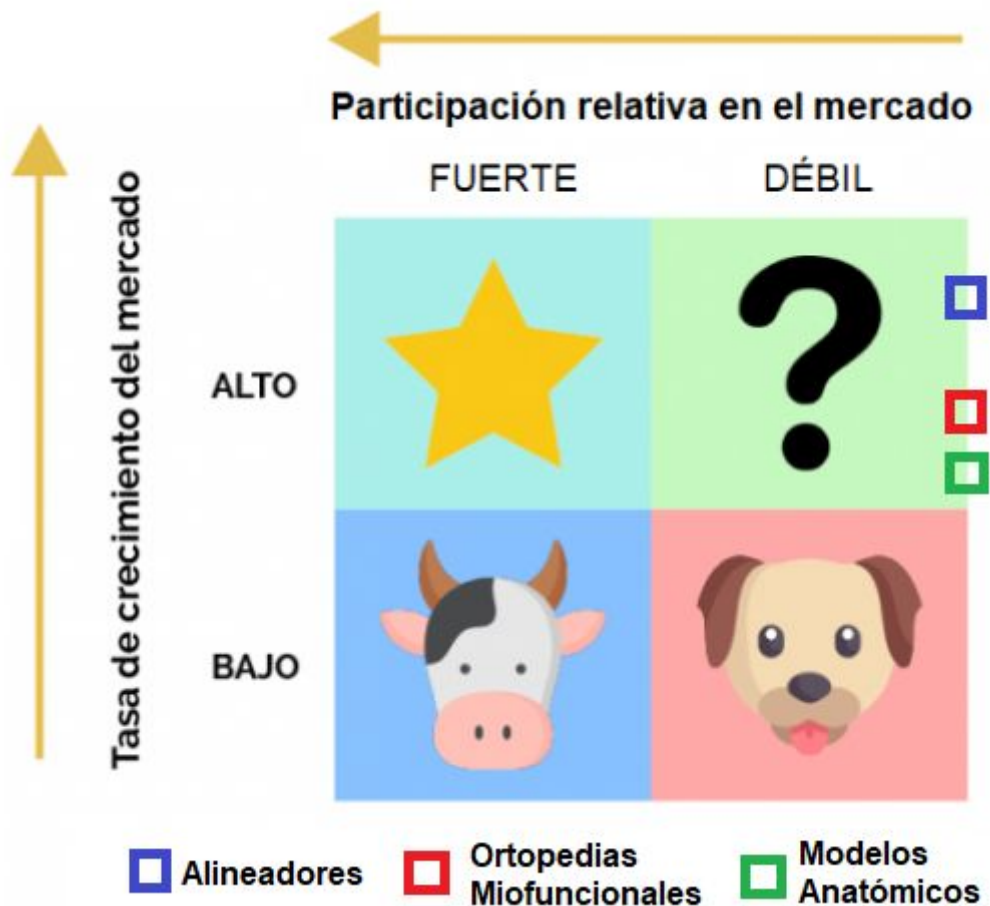 Participación relativa en el mercado
FUERTE
DÉBIL
Tasa de crecimiento del mercado
ALTO
?
BAJO
Alineadores
Ortopedias
Miofuncionales
Modelos
Anatómicos